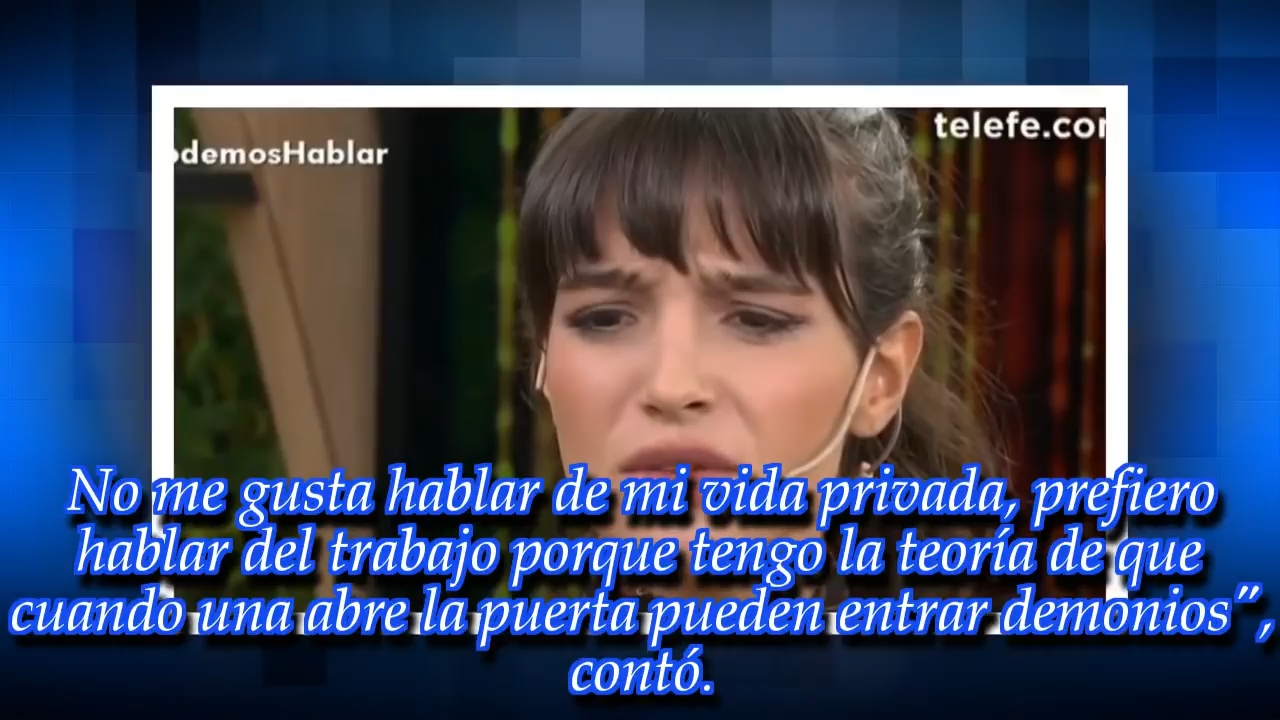 telefe.com
odemosHablar
No me gusta hablar de mi vida privada, prefiero
hablar del trabajo porque tengo la teoría de que
cuando una abre la puerta pueden entrar demonios”,
contó.